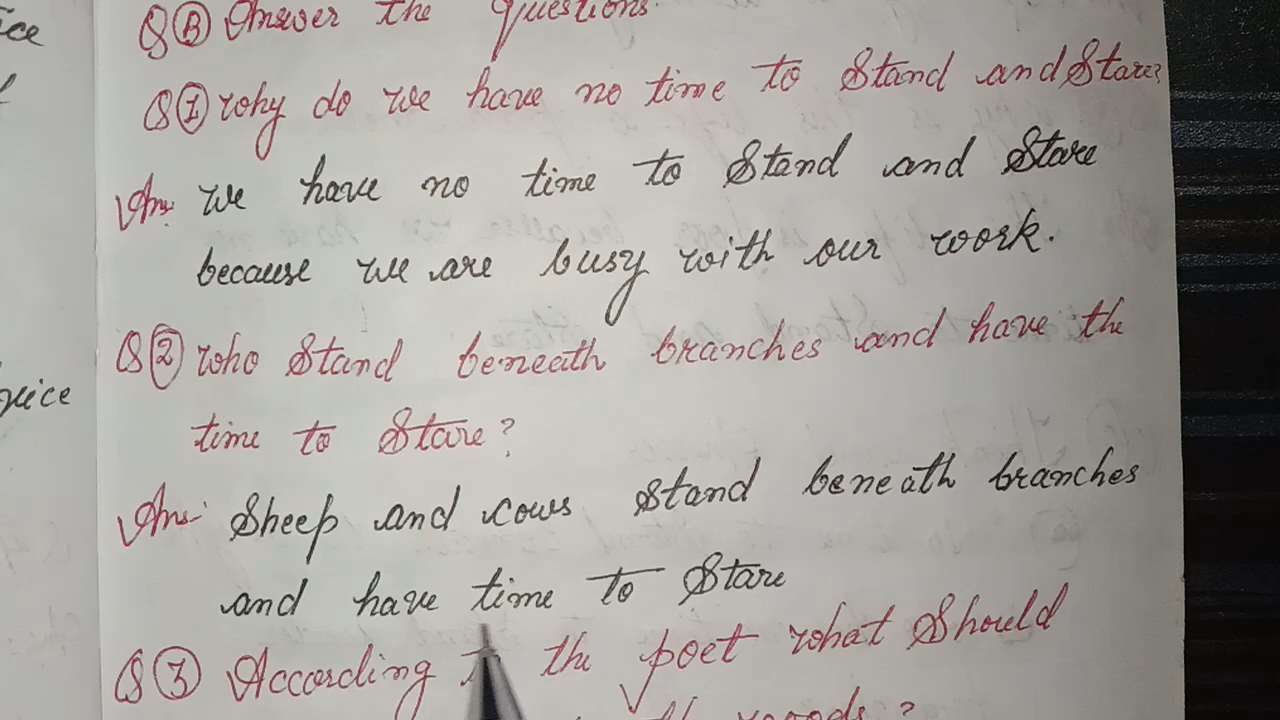 ice
Q(B) Answer the Questions.
Q(1) why do we have no time to Stand and Stare?
Ans. we have no time to Stand and Stare
because we are busy with our work.
Q(2) who Stand beneath branches and have the
time to Stare?
Ans:- Sheep and cows Stand beneath branches
and have time to Stare
Q(3) According the poet what Should
woods?